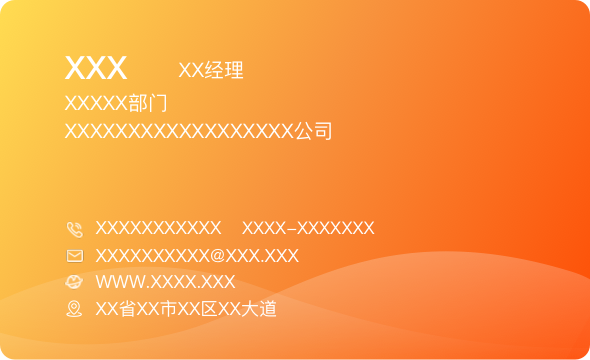 XXX XX经理
XXXXX部门
XXXXXXXXXXXXXXXXXX公司
XXXXXXXXXXX XXXX-XXXXXXX
XXXXXXXXXX@XXX.XXX
WWW.XXXX.XXX
XX省XX市XX区XX大道